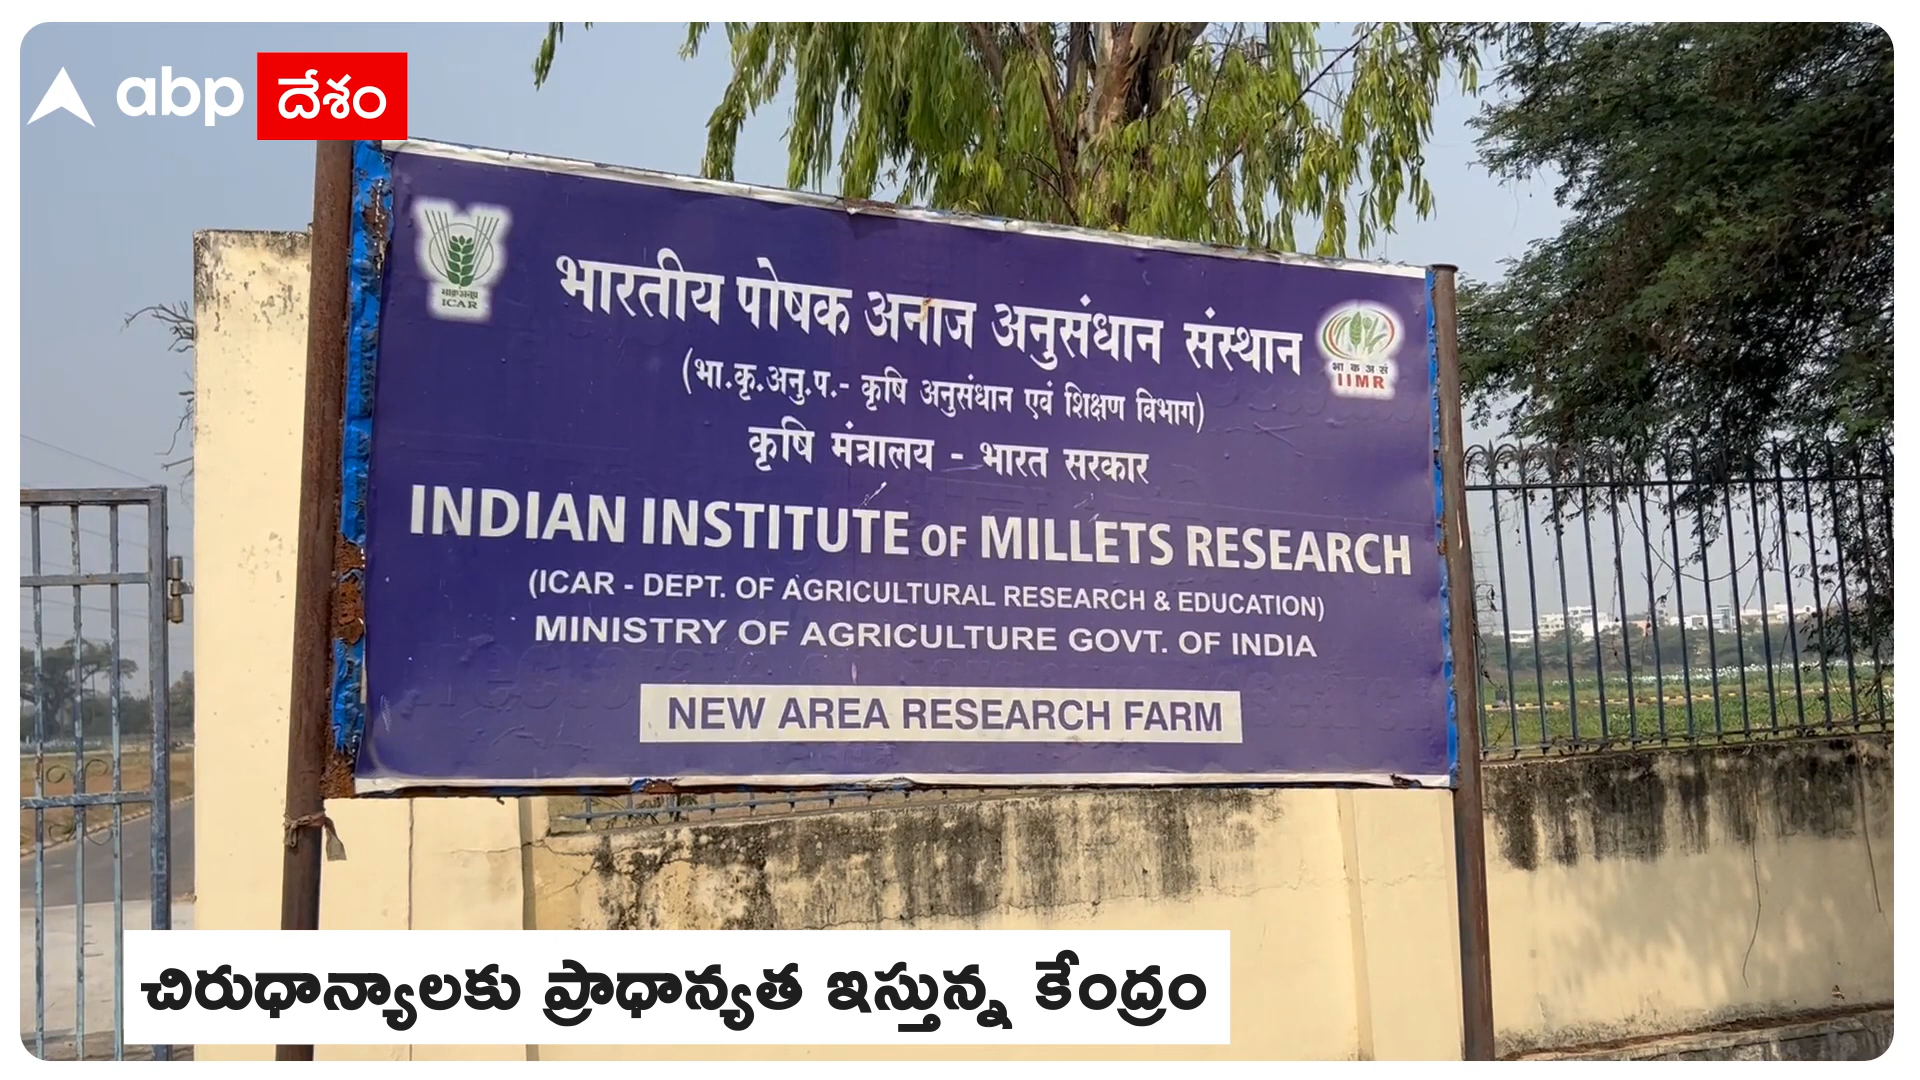 abp దేశం
भाकृअनुप
ICAR
भारतीय पोषक अनाज अनुसंधान संस्थान
भा क अ सं
IIMR
(भा.कृ.अनु.प.- कृषि अनुसंधान एवं शिक्षण विभाग)
कृषि मंत्रालय - भारत सरकार
INDIAN INSTITUTE OF MILLETS RESEARCH
(ICAR - DEPT. OF AGRICULTURAL RESEARCH & EDUCATION)
MINISTRY OF AGRICULTURE GOVT. OF INDIA
NEW AREA RESEARCH FARM
చిరుధాన్యాలకు ప్రాధాన్యత ఇస్తున్న కేంద్రం